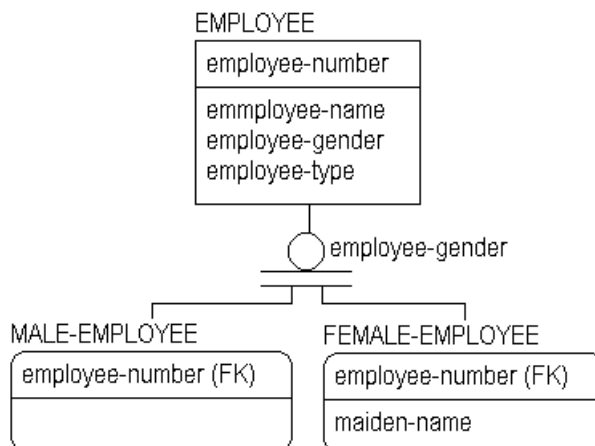 EMPLOYEE
employee-number
emmployee-name
employee-gender
employee-type
employee-gender
MALE-EMPLOYEE
employee-number (FK)
FEMALE-EMPLOYEE
employee-number (FK)
maiden-name